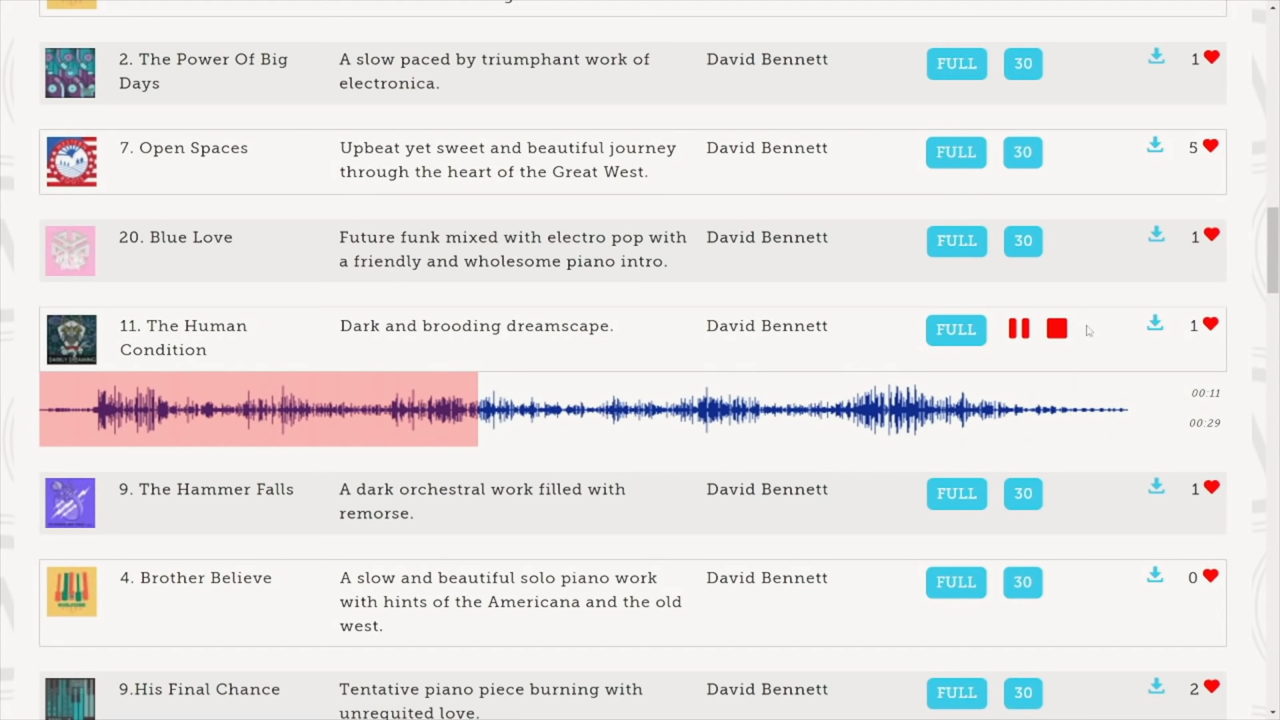 2. The Power Of Big
Days
A slow paced by triumphant work of
electronica.
David Bennett
FULL
30
1
7. Open Spaces
Upbeat yet sweet and beautiful journey
through the heart of the Great West.
David Bennett
FULL
30
5
20. Blue Love
Future funk mixed with electro pop with
a friendly and wholesome piano intro.
David Bennett
FULL
30
1
11. The Human
Condition
Dark and brooding dreamscape.
David Bennett
FULL
1
00:11
00:29
9. The Hammer Falls
A dark orchestral work filled with
remorse.
David Bennett
FULL
30
1
4. Brother Believe
A slow and beautiful solo piano work
with hints of the Americana and the old
west.
David Bennett
FULL
30
0
9.His Final Chance
Tentative piano piece burning with
unrequited love.
David Bennett
FULL
30
2